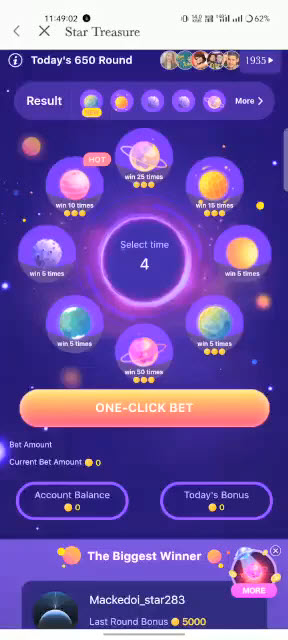 11:49:02
62%
Star Treasure
Today's 650 Round
1935
Result
More
HOT
win 25 times
win 10 times
win 15 times
Select time
4
win 5 times
win 5 times
win 5 times
win 5 times
win 50 times
ONE-CLICK BET
Bet Amount
Current Bet Amount 0
Account Balance
0
Today's Bonus
0
The Biggest Winner
MORE
Mackedoi_star283
Last Round Bonus 5000